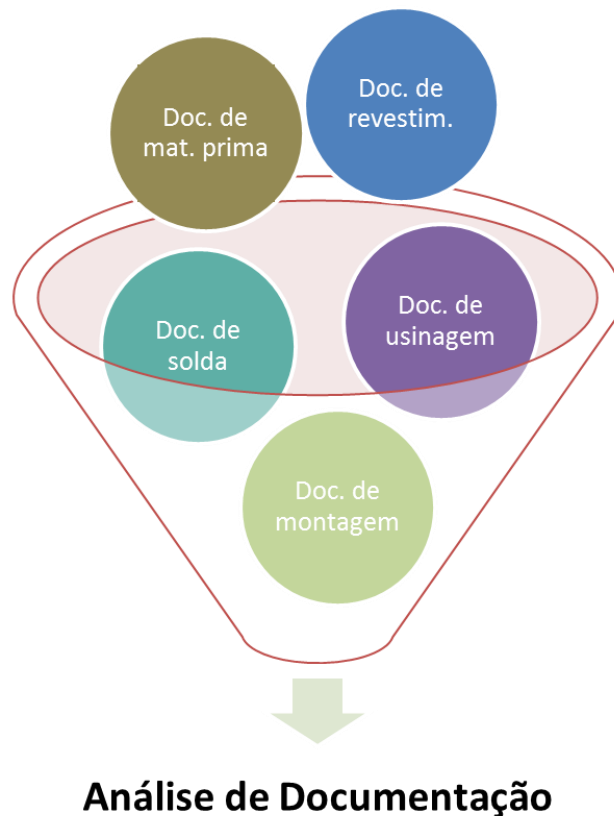 Doc. de
mat. prima
Doc. de
revestim.
Doc. de
solda
Doc. de
usinagem
Doc. de
montagem
Análise de Documentação